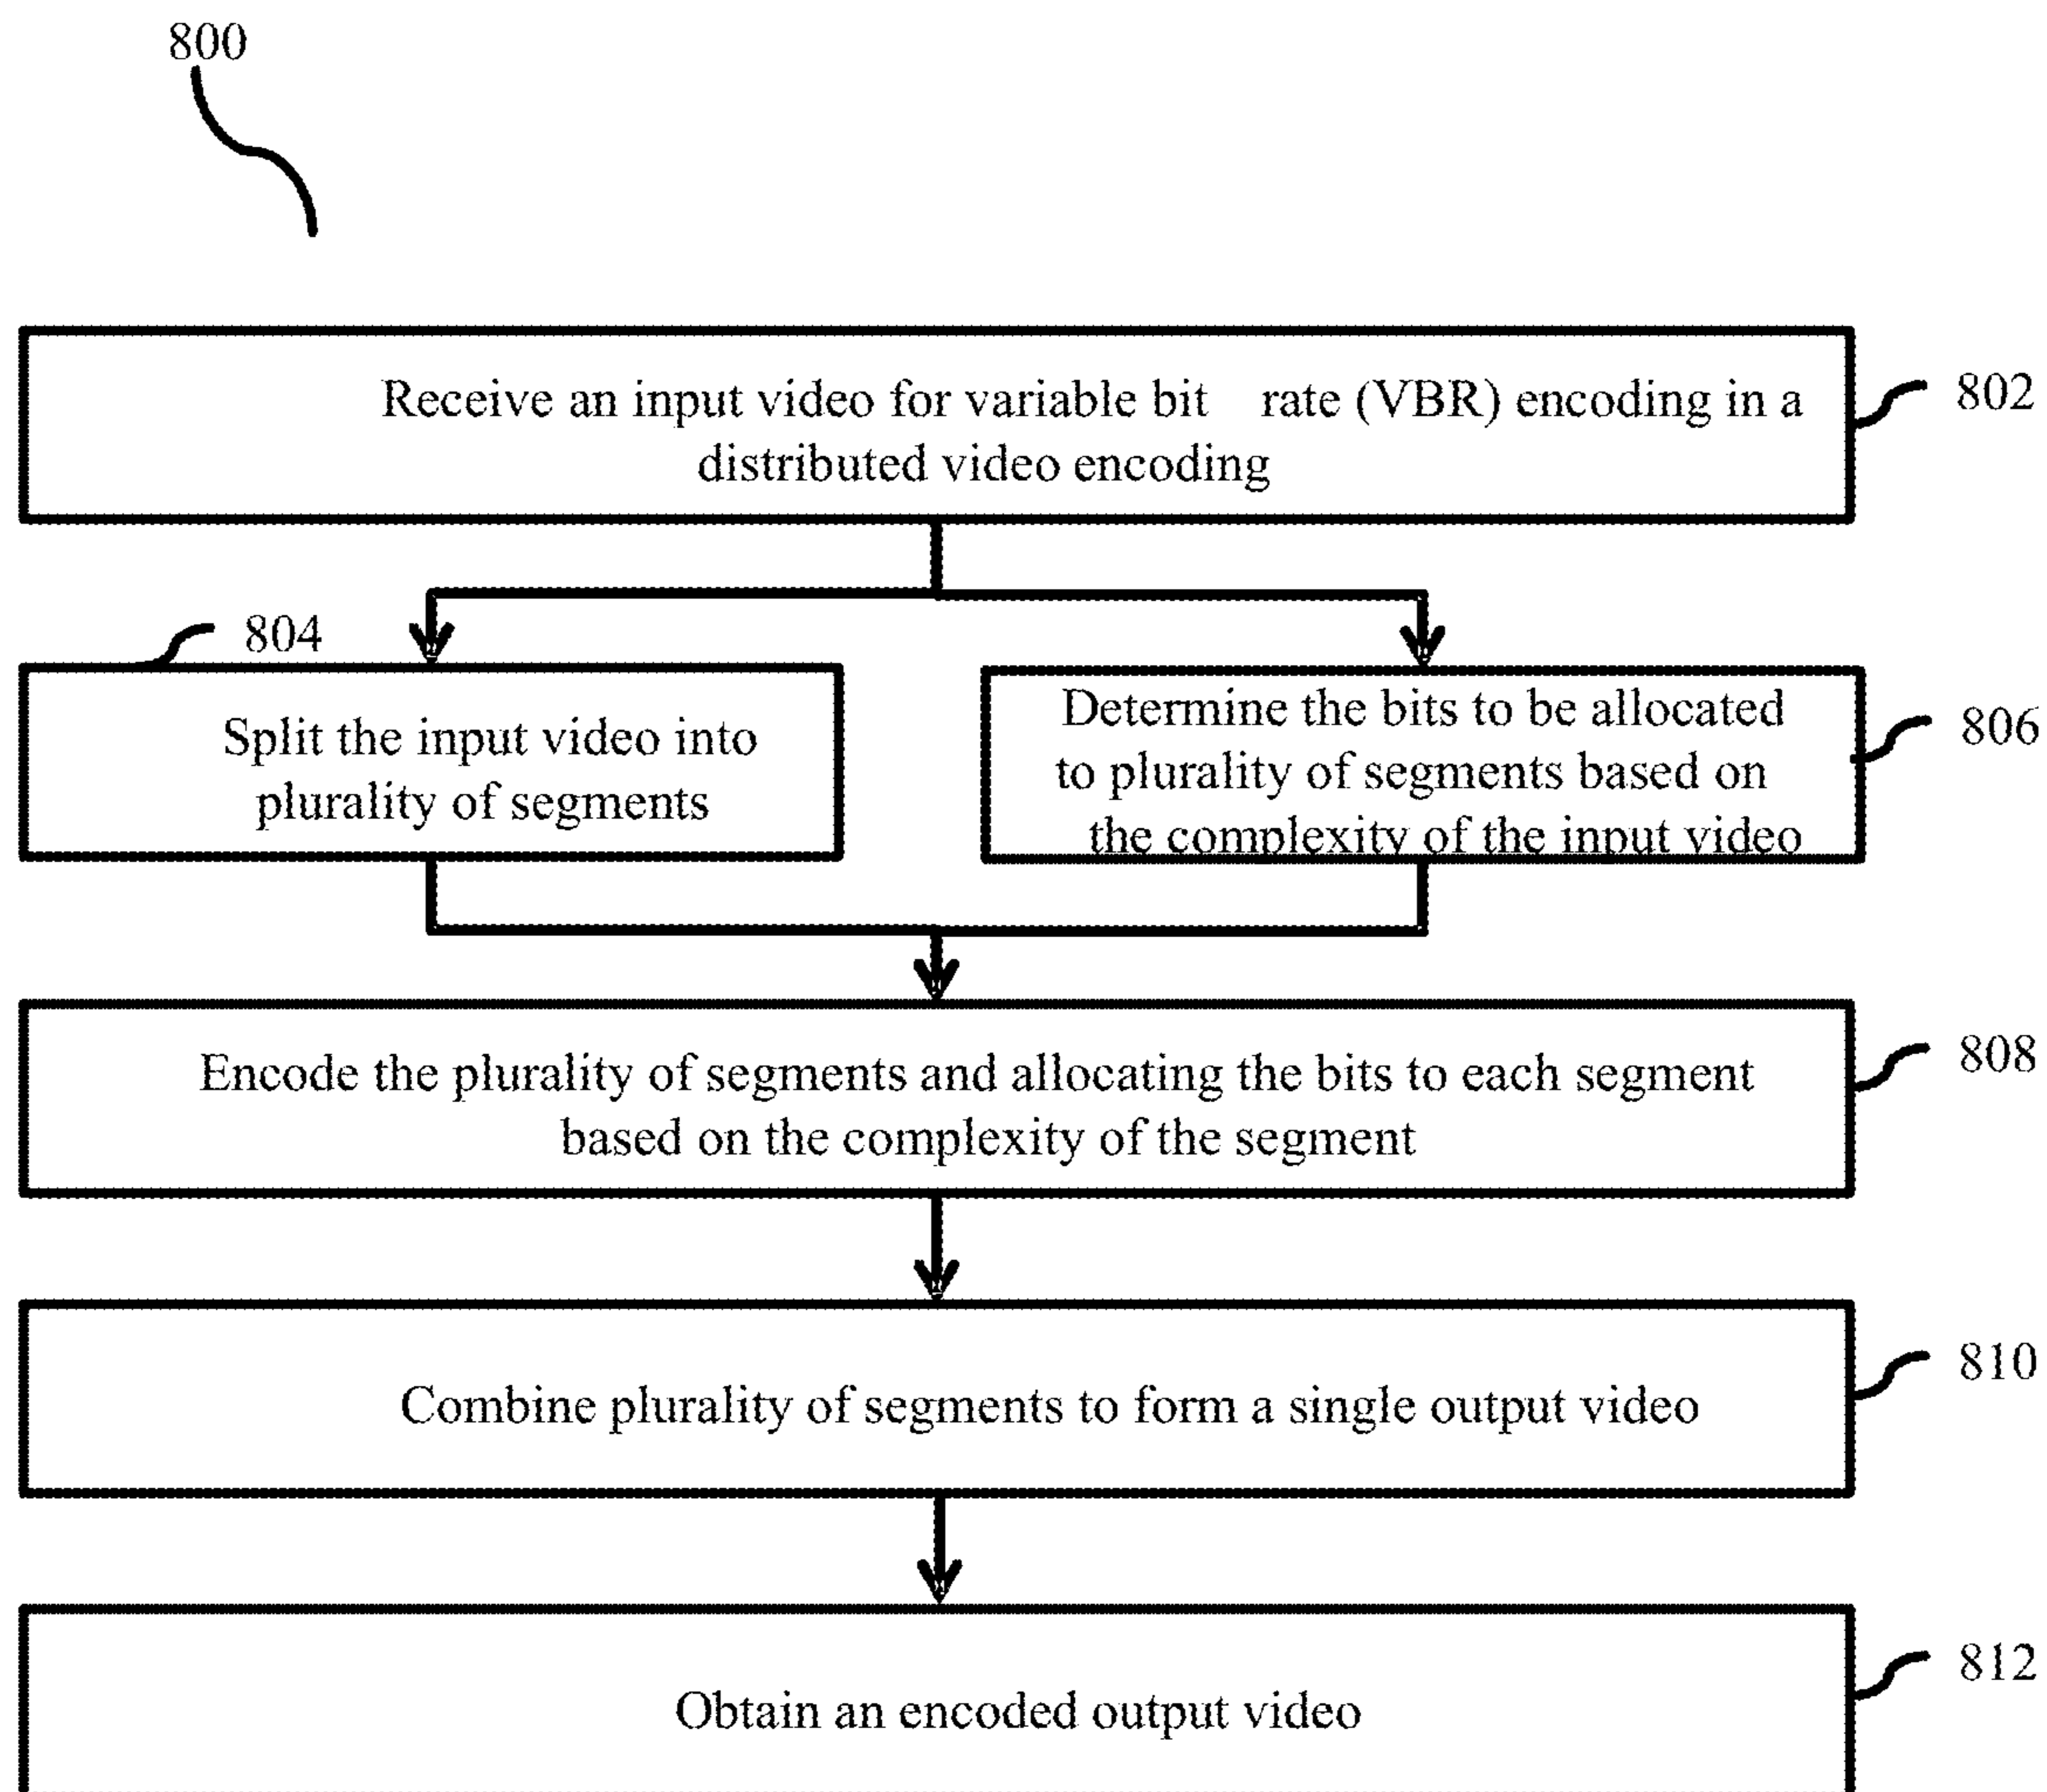 800
Receive an input video for variable bit rate (VBR) encoding in a
distributed video encoding
802
804
Split the input video into
plurality of segments
Determine the bits to be allocated
to plurality of segments based on
the complexity of the input video
806
Encode the plurality of segments and allocating the bits to each segment
based on the complexity of the segment
808
Combine plurality of segments to form a single output video
810
Obtain an encoded output video
812